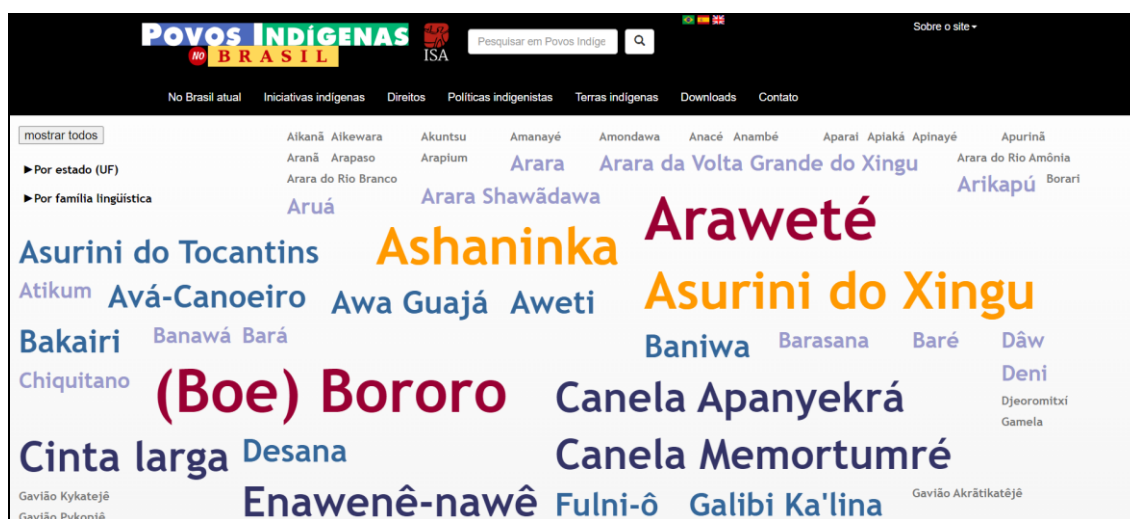 POVOS INDÍGENAS
NO BRASIL
ISA
Pesquisar em Povos Indíge
Sobre o site
No Brasil atual Iniciativas indígenas Direitos Políticas indigenistas Terras indígenas Downloads Contato
mostrar todos
Por estado (UF)
Por família lingüística
Aikanã Aikewara Akuntsu Amanayé Amondawa Anacé Anambé Aparai Apiaká Apinayé Apurinã
Aranã Arapaso Arapium Arara Arara da Volta Grande do Xingu Arara do Rio Amônia
Arara do Rio Branco Arara Shawãdawa Araweté Arikapú Borari
Aruá
Asurini do Tocantins Ashaninka
Atikum Avá-Canoeiro Awa Guajá Aweti Asurini do Xingu
Bakairi Banawá Bará Baniwa Barasana Baré Dâw
Chiquitano (Boe) Bororo Canela Apanyekrá Deni
Djeoromitxí
Gamela
Cinta larga Desana Canela Memortumré
Gavião Kykatejê Enawenê-nawê Fulni-ô Galibi Ka'lina Gavião Akrãtikatêjê
Gavião Pykopjê